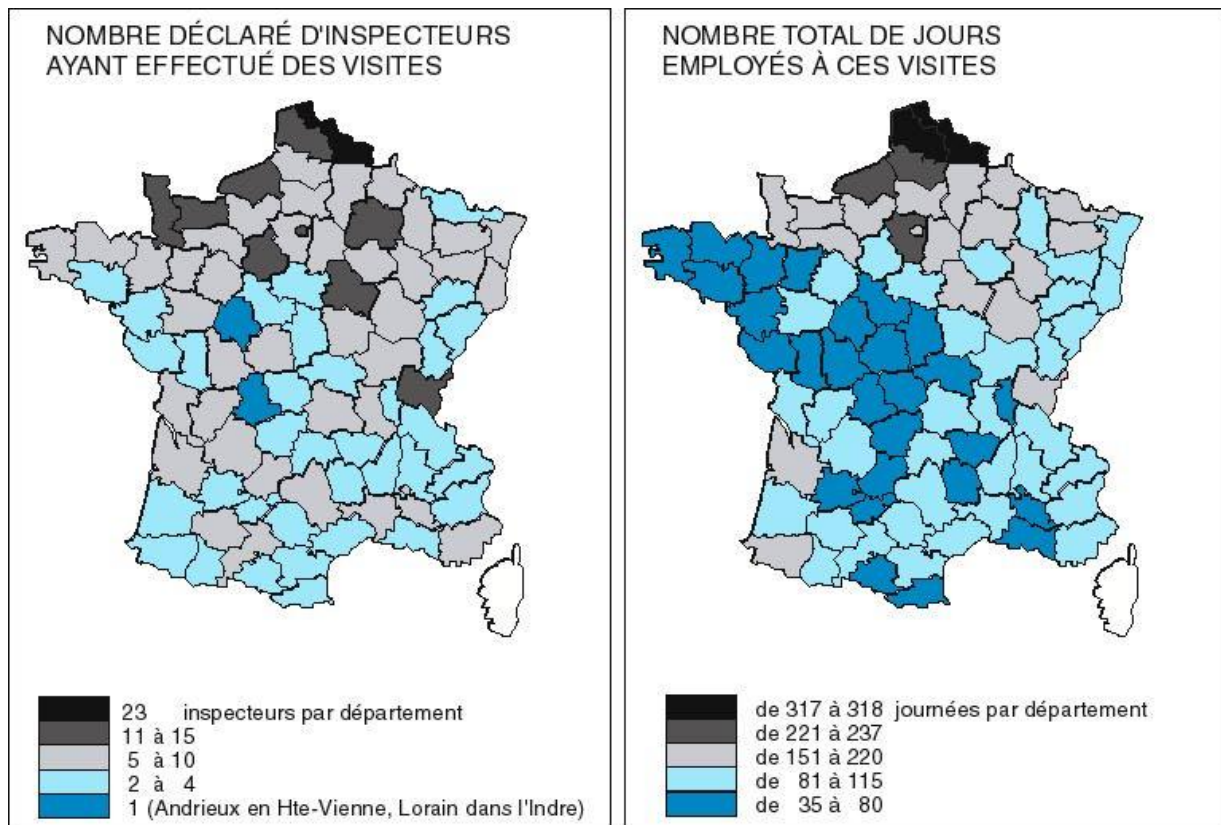 NOMBRE DÉCLARÉ D'INSPECTEURS
AYANT EFFECTUÉ DES VISITES
23 inspecteurs par département
11 à 15
5 à 10
2 à 4
1 (Andrieux en Hte-Vienne, Lorain dans l'Indre)
NOMBRE TOTAL DE JOURS
EMPLOYÉS À CES VISITES
de 317 à 318 journées par département
de 221 à 237
de 151 à 220
de 81 à 115
de 35 à 80